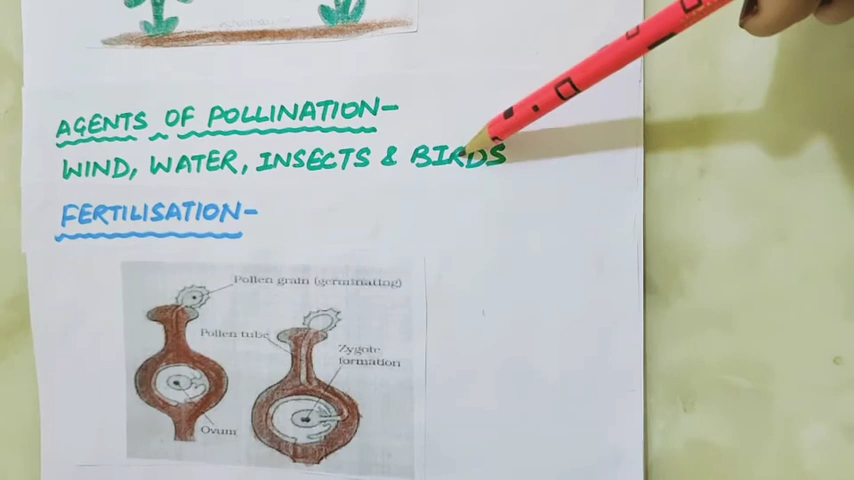 AGENTS OF POLLINATION-
WIND, WATER, INSECTS & BIRDS
FERTILISATION-
Pollen grain (germinating)
Pollen tube
Zygote
formation
Ovum